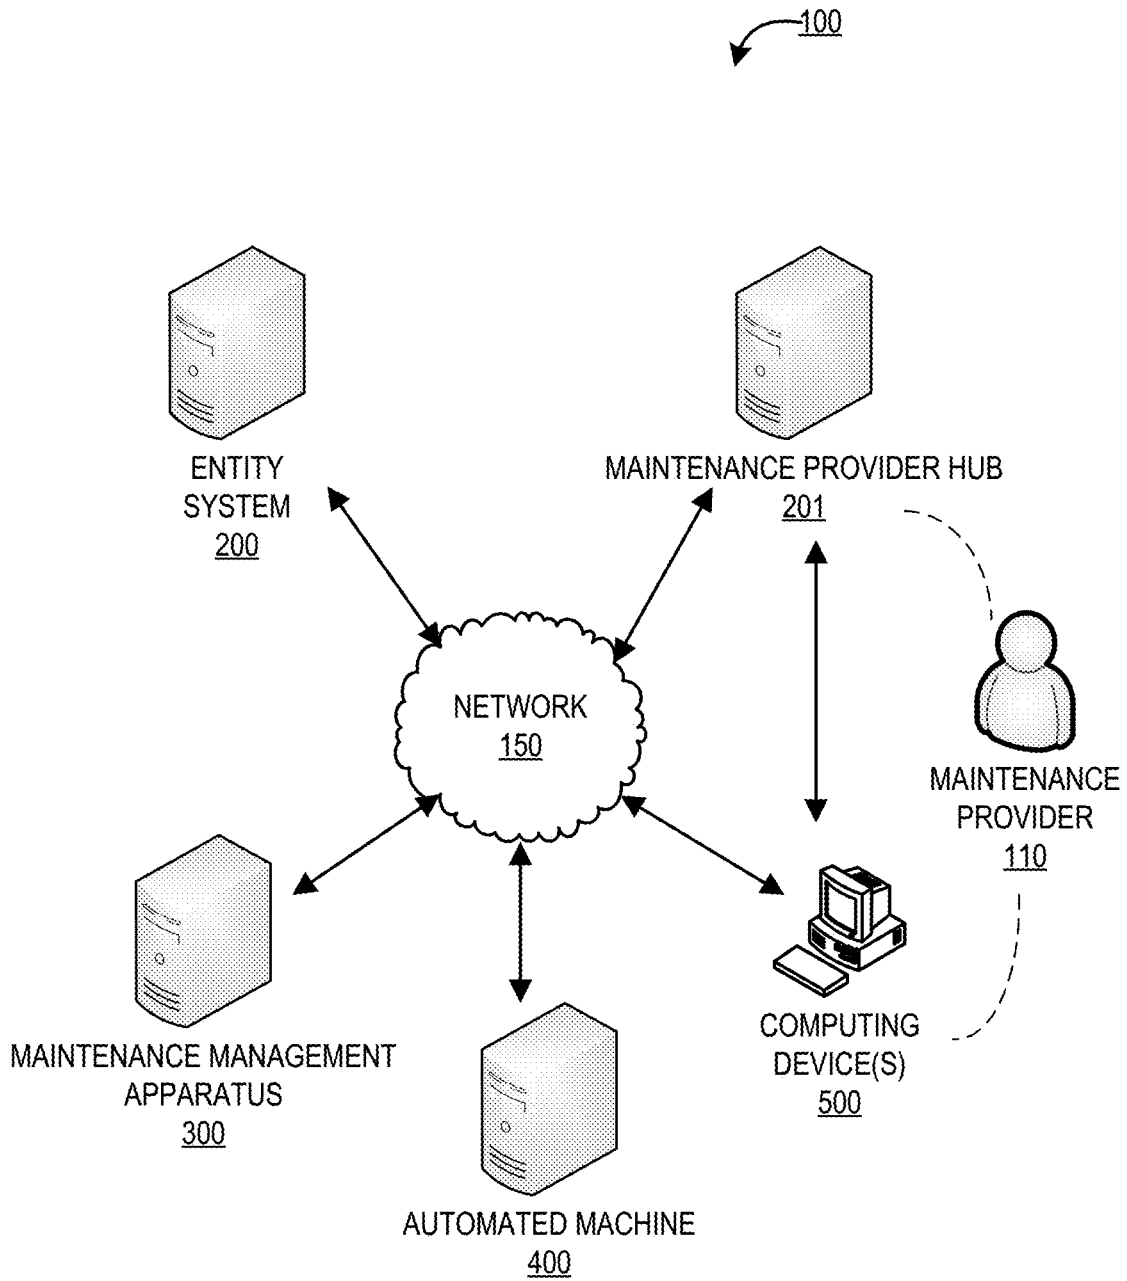 100
ENTITY
SYSTEM
200
MAINTENANCE PROVIDER HUB
201
NETWORK
150
MAINTENANCE
PROVIDER
110
MAINTENANCE MANAGEMENT
APPARATUS
300
COMPUTING
DEVICE(S)
500
AUTOMATED MACHINE
400